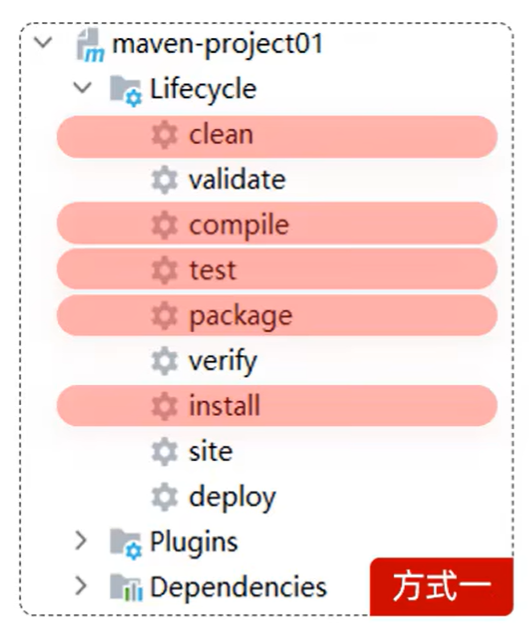 maven-project01
Lifecycle
clean
validate
compile
test
package
verify
install
site
deploy
Plugins
Dependencies
方式一